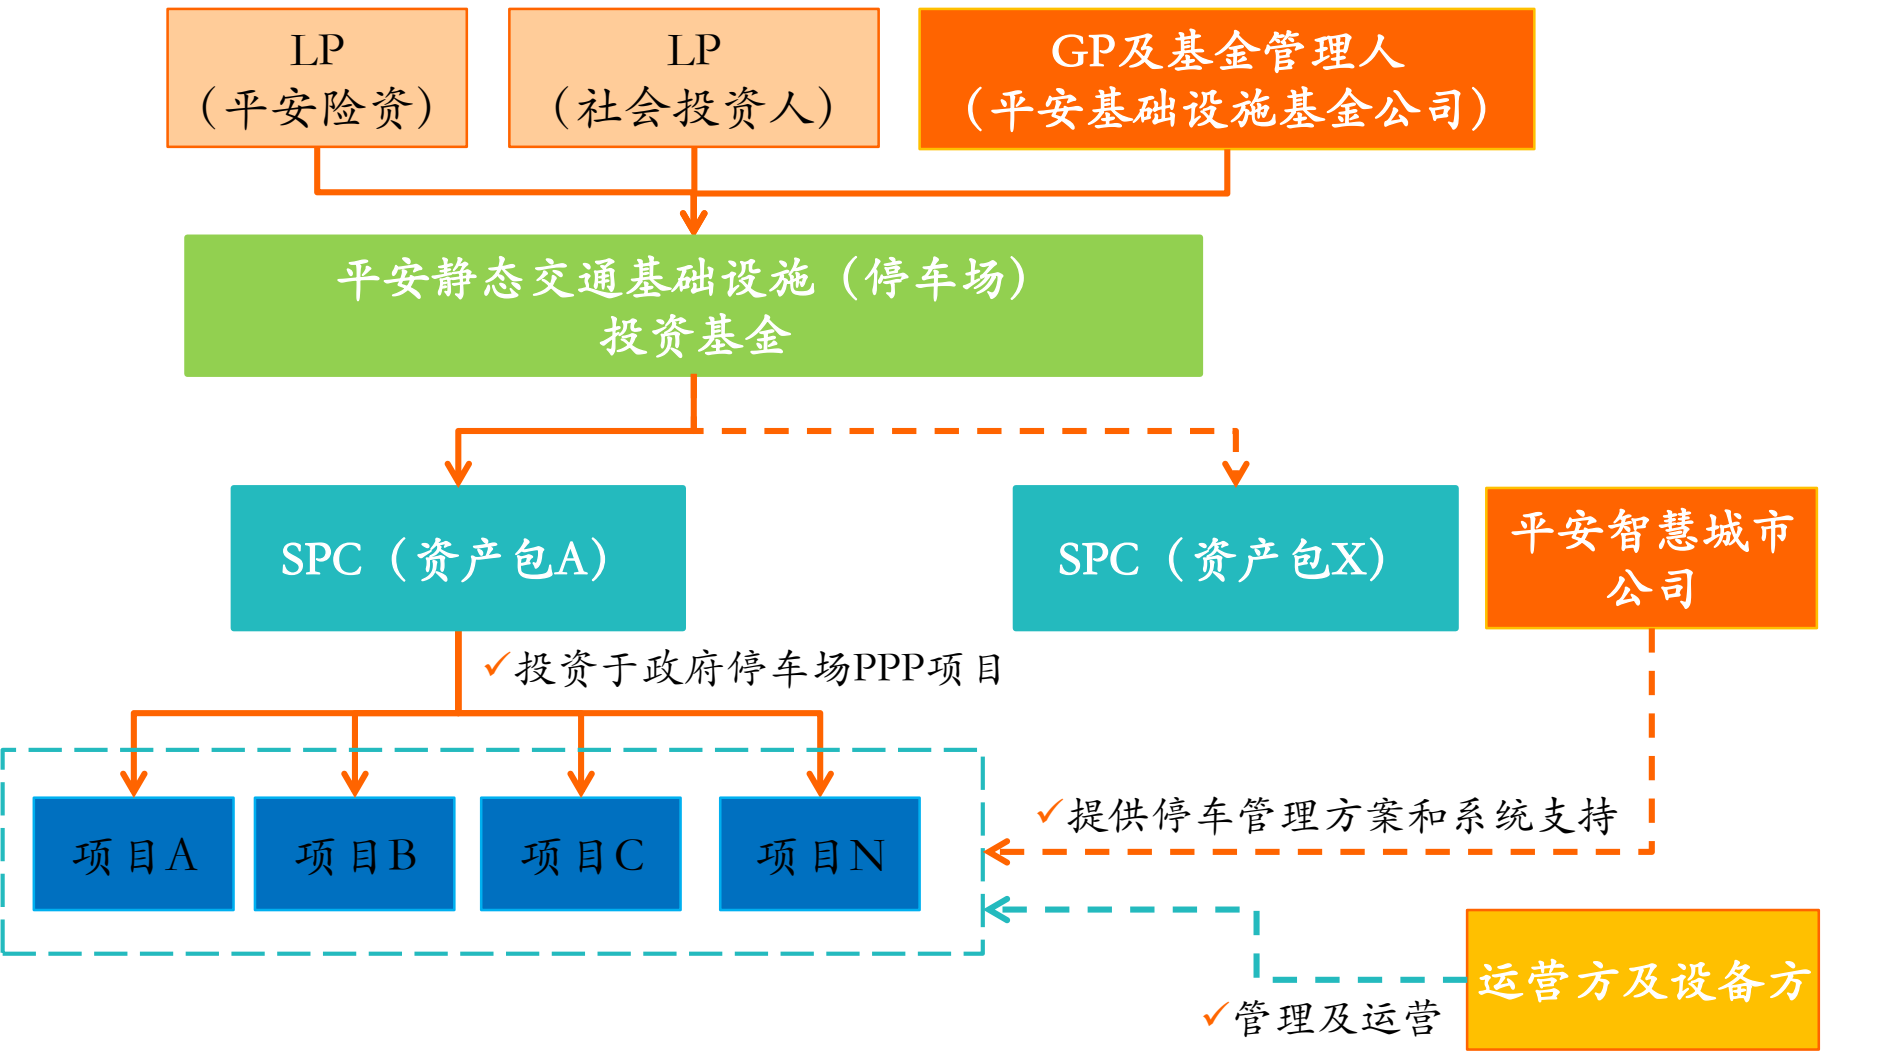 LP
（平安险资）
LP
（社会投资人）
GP及基金管理人
（平安基础设施基金公司）
平安静态交通基础设施（停车场）
投资基金
SPC（资产包A）
SPC（资产包X）
平安智慧城市
公司
✓投资于政府停车场PPP项目
项目A
项目B
项目C
项目N
✓提供停车管理方案和系统支持
运营方及设备方
✓管理及运营